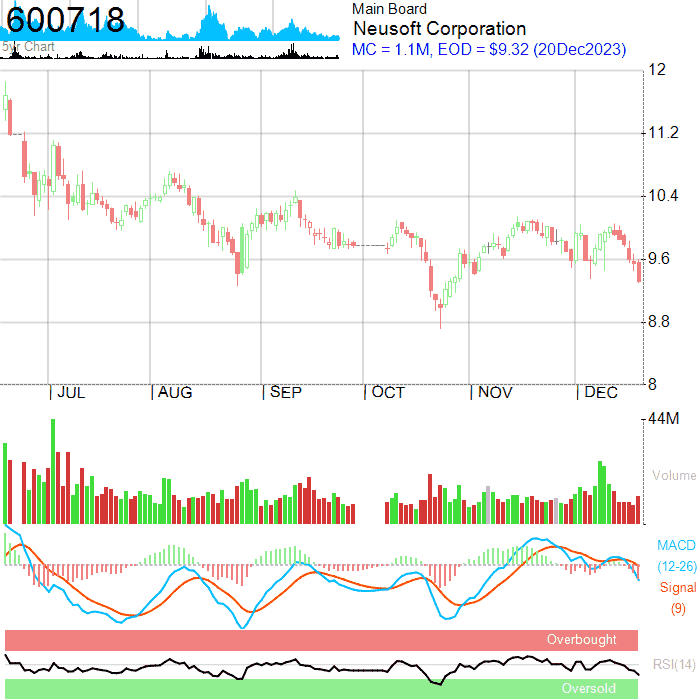 600718
5yr Chart
Main Board
Neusoft Corporation
MC = 1.1M, EOD = $9.32 (20Dec2023)
12
11.2
10.4
9.6
8.8
8
JUL
AUG
SEP
OCT
NOV
DEC
44M
Volume
MACD
(12-26)
Signal
(9)
Overbought
RSI(14)
Oversold